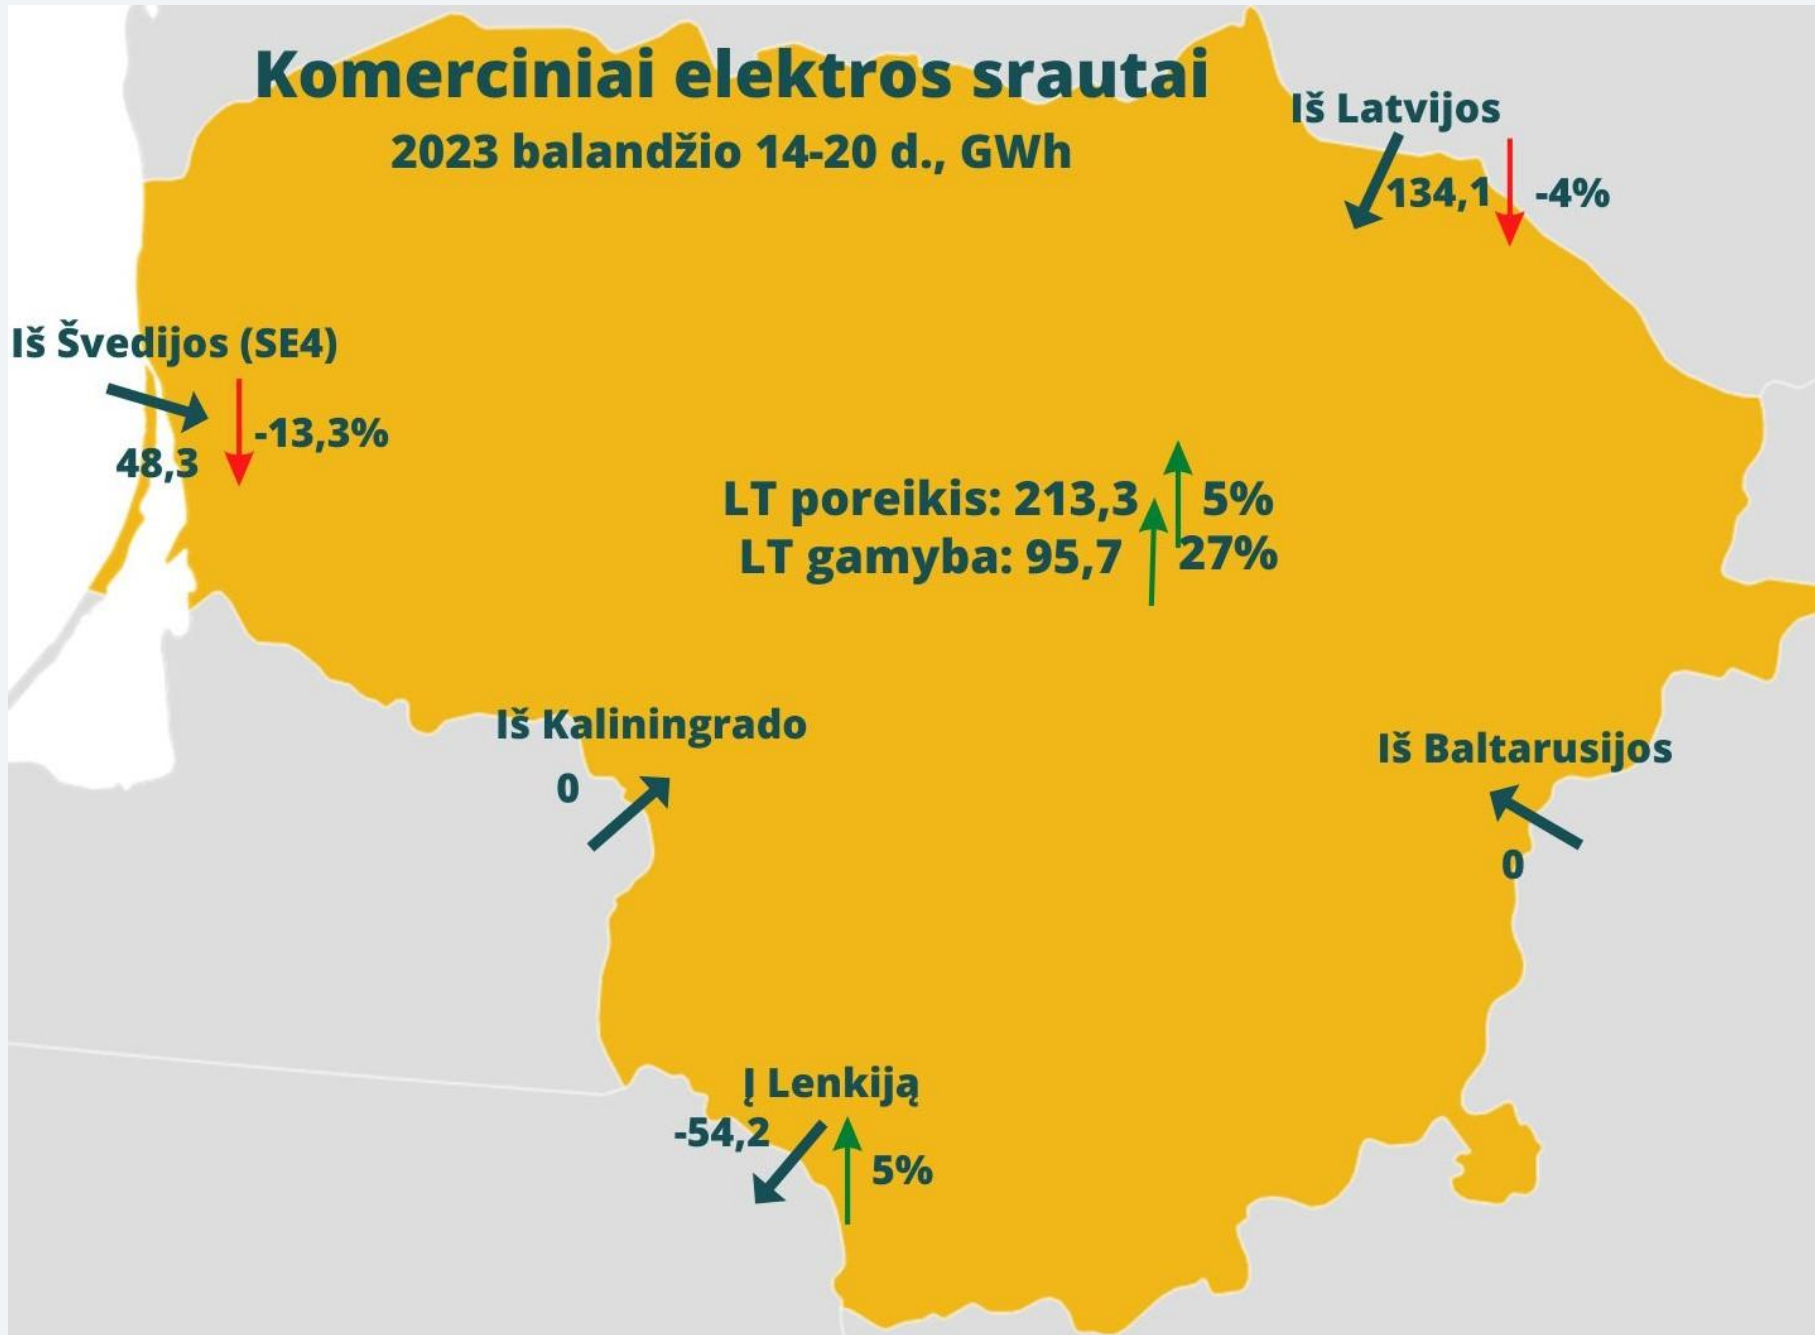 Komerciniai elektros srautai
2023 balandžio 14-20 d., GWh
Iš Latvijos
134,1 -4%
Iš Švedijos (SE4)
-13,3%
48,3
LT poreikis: 213,3 5%
LT gamyba: 95,7 27%
Iš Kaliningrado
0
Iš Baltarusijos
0
Į Lenkiją
-54,2
5%